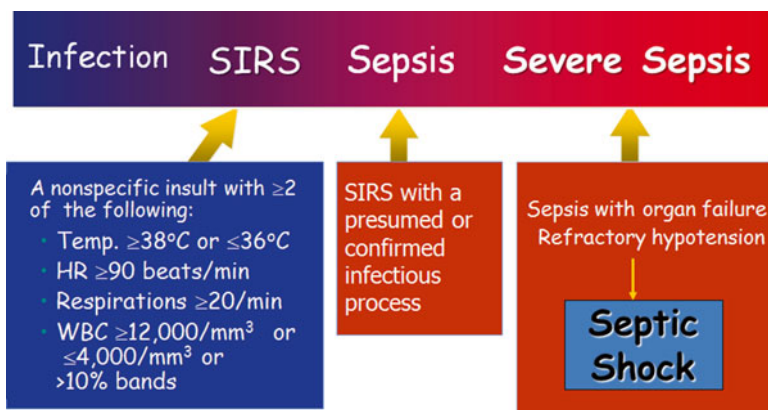 Infection SIRS Sepsis Severe Sepsis
A nonspecific insult with ≥2
of the following:
• Temp. ≥38°C or ≤36°C
• HR ≥90 beats/min
• Respirations ≥20/min
• WBC ≥12,000/mm³ or
≤4,000/mm³ or
>10% bands
SIRS with a
presumed or
confirmed
infectious
process
Sepsis with organ failure
Refractory hypotension
Septic
Shock